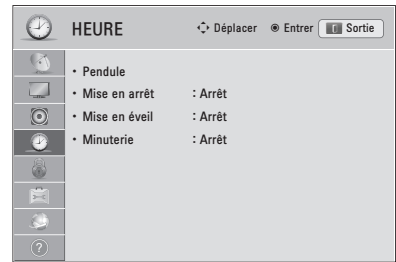 HEURE Déplacer Entrer Sortie
• Pendule
• Mise en arrêt : Arrêt
• Mise en éveil : Arrêt
• Minuterie : Arrêt
?